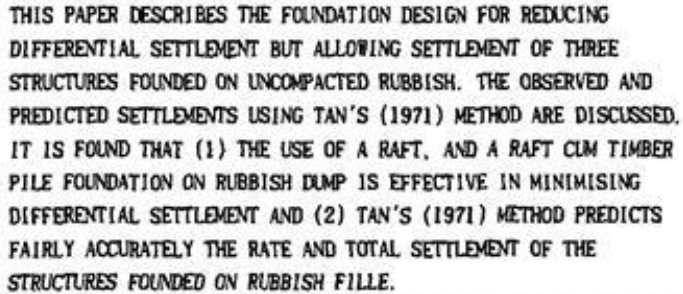 THIS PAPER DESCRIBES THE FOUNDATION DESIGN FOR REDUCING
DIFFERENTIAL SETTLEMENT BUT ALLOWING SETTLEMENT OF THREE
STRUCTURES FOUNDED ON UNCOMPACTED RUBBISH. THE OBSERVED AND
PREDICTED SETTLEMENTS USING TAN'S (1971) METHOD ARE DISCUSSED.
IT IS FOUND THAT (1) THE USE OF A RAFT, AND A RAFT CUM TIMBER
PILE FOUNDATION ON RUBBISH DUMP IS EFFECTIVE IN MINIMISING
DIFFERENTIAL SETTLEMENT AND (2) TAN'S (1971) METHOD PREDICTS
FAIRLY ACCURATELY THE RATE AND TOTAL SETTLEMENT OF THE
STRUCTURES FOUNDED ON RUBBISH FILLE.